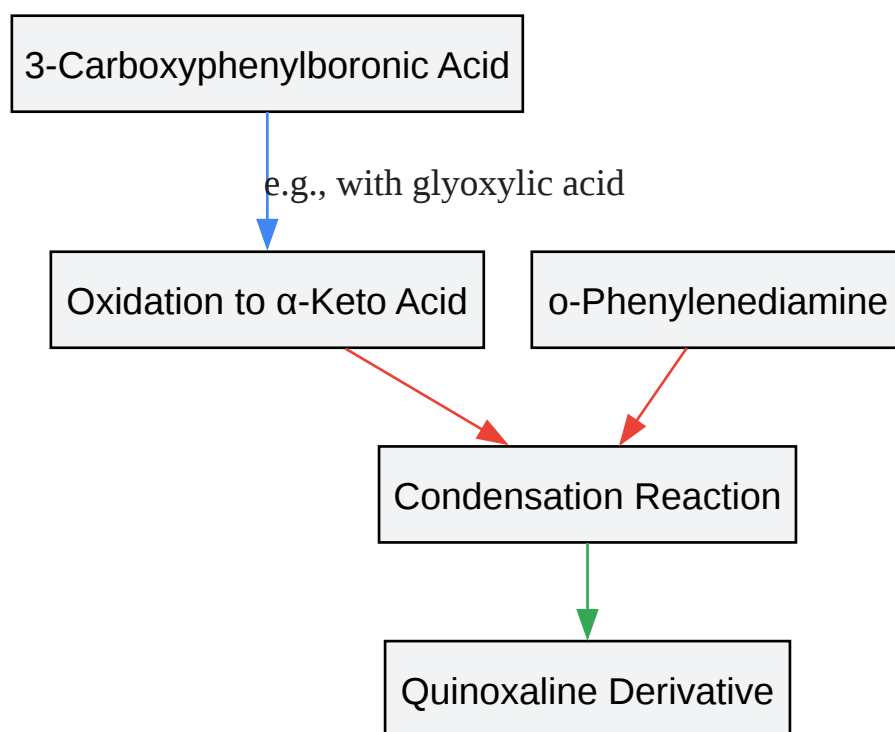 3-Carboxyphenylboronic Acid
e.g., with glyoxylic acid
Oxidation to α-Keto Acid
o-Phenylenediamine
Condensation Reaction
Quinoxaline Derivative